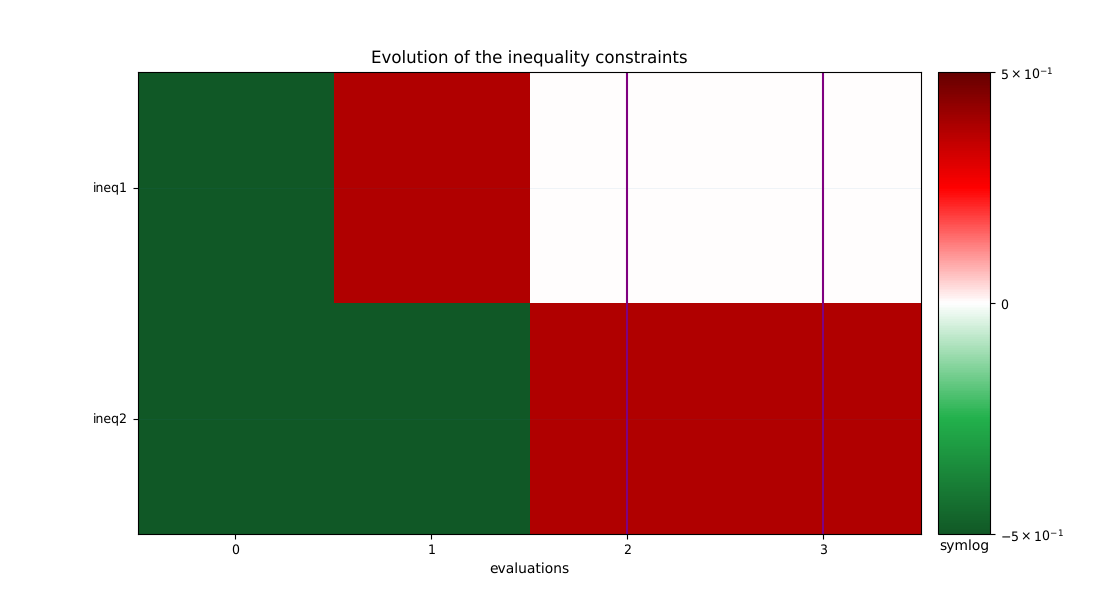 Evolution of the inequality constraints
ineq1
ineq2
0 1 2 3
evaluations
5 × 10⁻¹
0
−5 × 10⁻¹
symlog